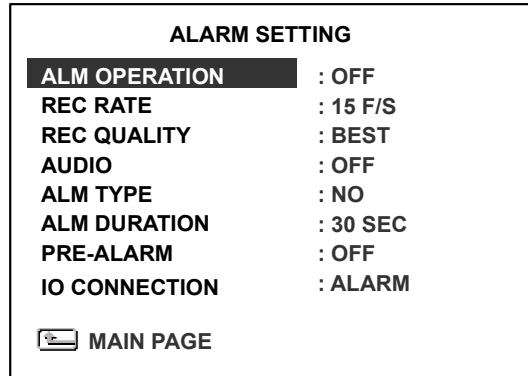 ALARM SETTING
ALM OPERATION : OFF
REC RATE : 15 F/S
REC QUALITY : BEST
AUDIO : OFF
ALM TYPE : NO
ALM DURATION : 30 SEC
PRE-ALARM : OFF
IO CONNECTION : ALARM
MAIN PAGE